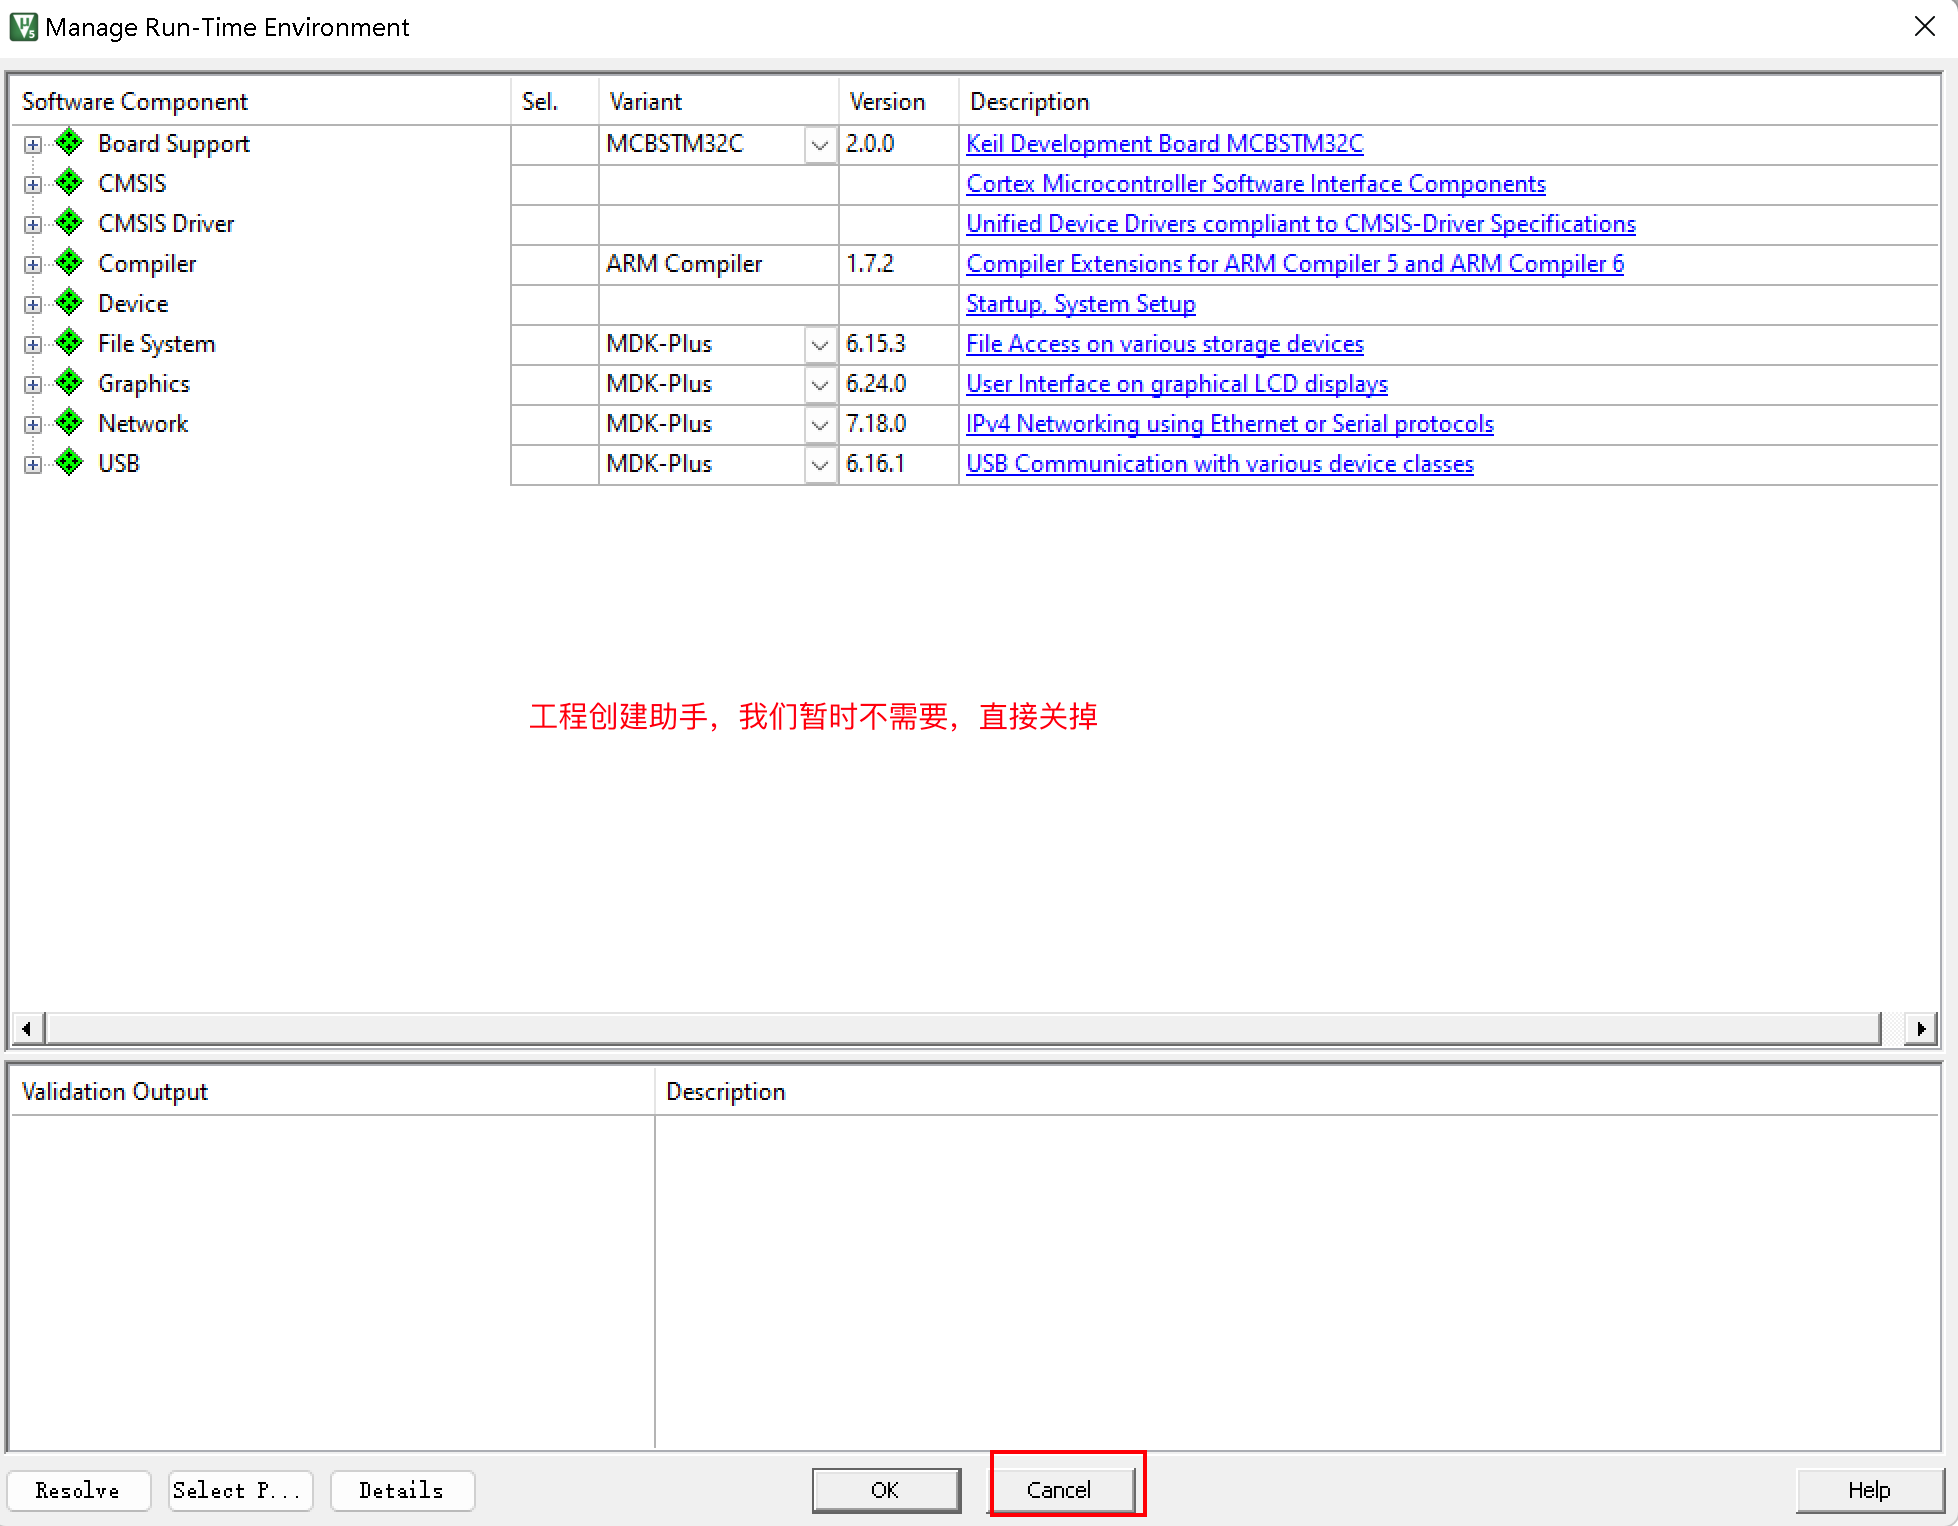 Manage Run-Time Environment
Software Component Sel. Variant Version Description
Board Support MCBSTM32C 2.0.0 Keil Development Board MCBSTM32C
CMSIS Cortex Microcontroller Software Interface Components
CMSIS Driver Unified Device Drivers compliant to CMSIS-Driver Specifications
Compiler ARM Compiler 1.7.2 Compiler Extensions for ARM Compiler 5 and ARM Compiler 6
Device Startup, System Setup
File System MDK-Plus 6.15.3 File Access on various storage devices
Graphics MDK-Plus 6.24.0 User Interface on graphical LCD displays
Network MDK-Plus 7.18.0 IPv4 Networking using Ethernet or Serial protocols
USB MDK-Plus 6.16.1 USB Communication with various device classes
工程创建助手，我们暂时不需要，直接关掉
Validation Output Description
Resolve Select P... Details OK Cancel Help